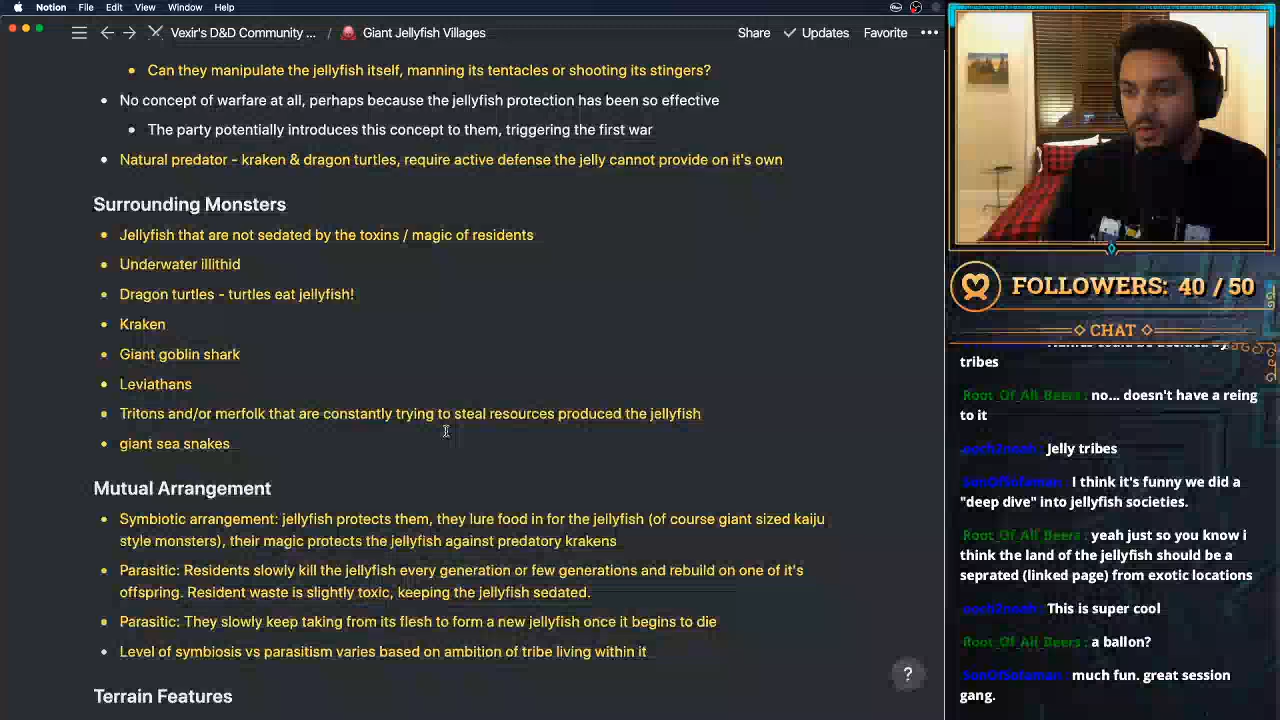 Notion File Edit View Window Help
Vexir's D&D Community ... / Giant Jellyfish Villages
Share Updates Favorite •••
Can they manipulate the jellyfish itself, manning its tentacles or shooting its stingers?
No concept of warfare at all, perhaps because the jellyfish protection has been so effective
The party potentially introduces the concept to them, triggering the first war
Natural predator - kraken & dragon turtles, require active defense the jelly cannot provide on it's own
Surrounding Monsters
Jellyfish that are not sedated by the toxins / magic of residents
Underwater illithid
Dragon turtles - turtles eat jellyfish!
Kraken
Giant goblin shark
Leviathans
Tritons and/or merfolk that are constantly trying to steal resources produced the jellyfish
giant sea snakes
Mutual Arrangement
Symbiotic arrangement: jellyfish protects them, they lure food in for the jellyfish (of course giant sized kaiju
style monsters), their magic protects the jellyfish against predatory krakens
Parasitic: Residents slowly kill the jellyfish every generation or few generations and rebuild on one of it's
offspring. Resident waste is slightly toxic, keeping the jellyfish sedated.
Parasitic: They slowly keep taking from its flesh to form a new jellyfish once it begins to die
Level of symbiosis vs parasitism varies based on ambition of tribe living within it
Terrain Features
?
FOLLOWERS: 40 / 50
CHAT
tribes
Root_Of_All_Beers : no... doesn't have a reing
to it
Jelly tribes
SonOfSofaman : I think it's funny we did a
"deep dive" into jellyfish societies.
Root_Of_All_Beers : yeah just so you know i
think the land of the jellyfish should be a
seprated (linked page) from exotic locations
This is super cool
Root_Of_All_Beers : a ballon?
SonOfSofaman : much fun. great session
gang.